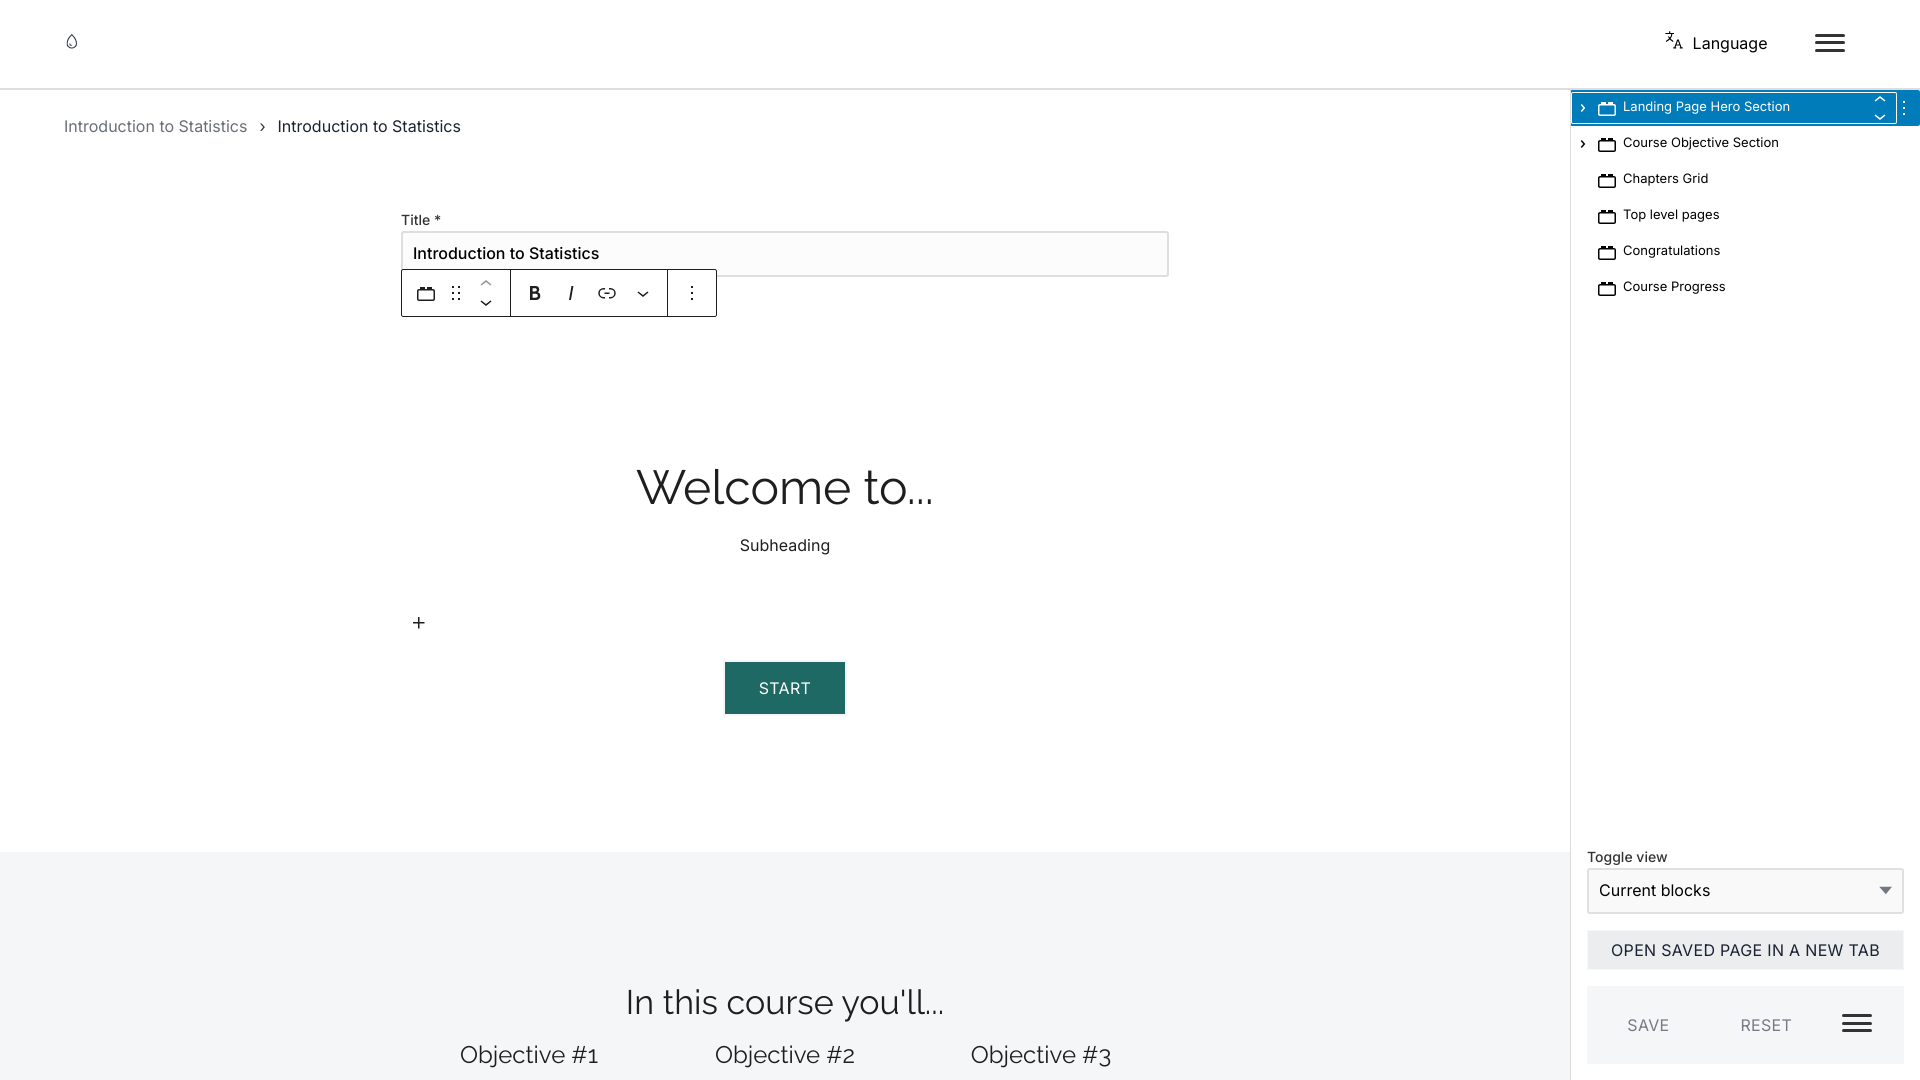 Language
Introduction to Statistics › Introduction to Statistics
Title *
Introduction to Statistics
B I
Welcome to...
Subheading
START
In this course you'll...
Objective #1 Objective #2 Objective #3
Landing Page Hero Section
Course Objective Section
Chapters Grid
Top level pages
Congratulations
Course Progress
Toggle view
Current blocks
OPEN SAVED PAGE IN A NEW TAB
SAVE RESET